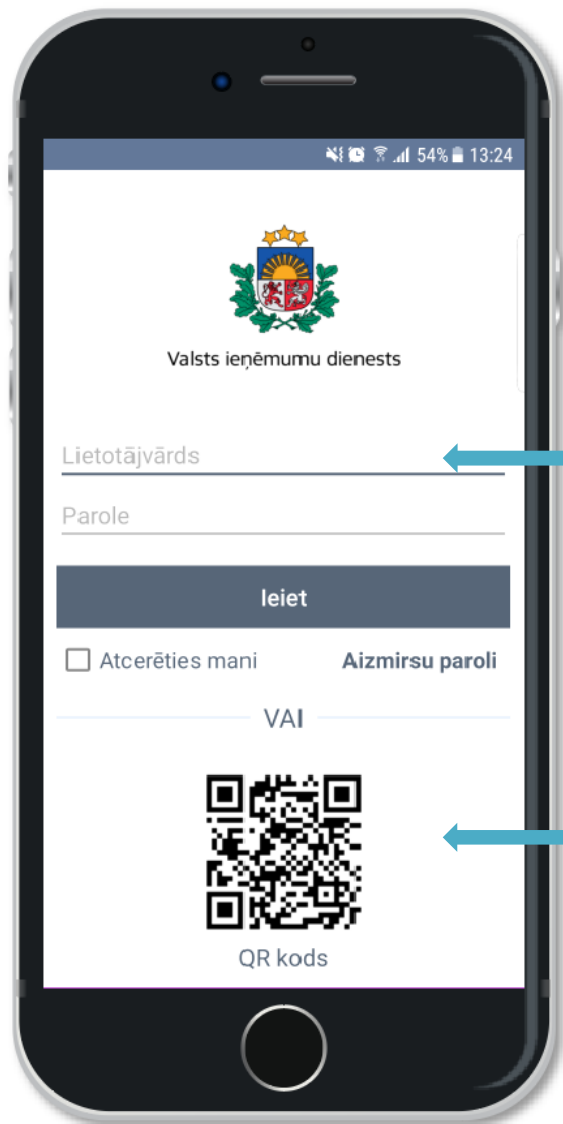 54% 13:24
Valsts ieņēmumu dienests
Lietotājvārds
Parole
Ieiet
Atcerēties mani Aizmirsu paroli
VAI
QR kods